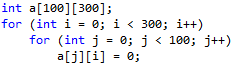 int a[100][300];
for (int i = 0; i < 300; i++)
    for (int j = 0; j < 100; j++)
        a[j][i] = 0;